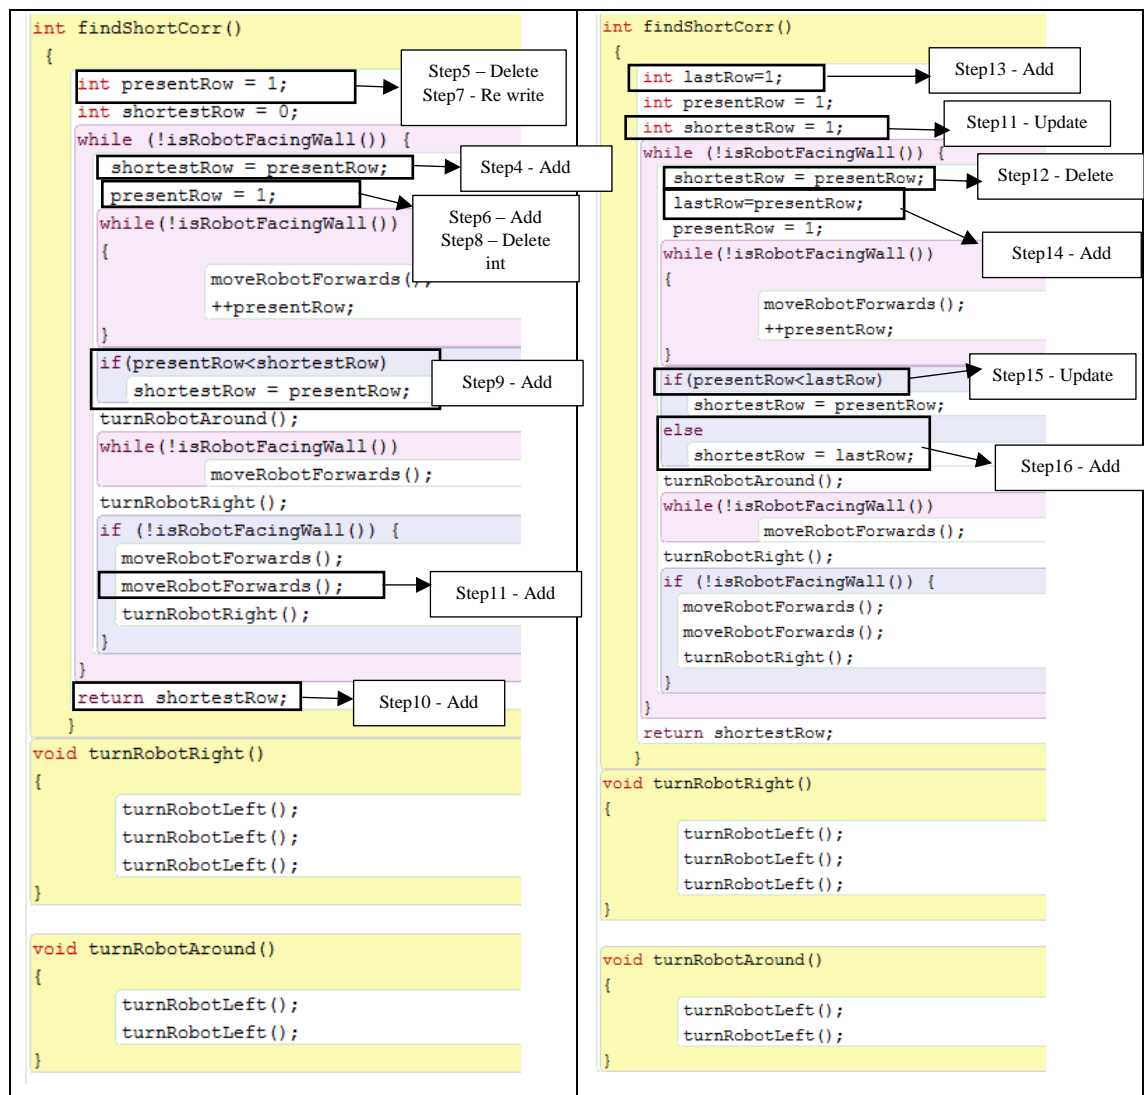 int findShortCorr()
{
int presentRow = 1;
Step5 – Delete
Step7 - Re write
int shortestRow = 0;
while (!isRobotFacingWall()) {
shortestRow = presentRow;
Step4 - Add
presentRow = 1;
Step6 – Add
Step8 – Delete
int
while(!isRobotFacingWall())
{
moveRobotForwards();
++presentRow;
}
if(presentRow<shortestRow)
Step9 - Add
shortestRow = presentRow;
turnRobotAround();
while(!isRobotFacingWall())
moveRobotForwards();
turnRobotRight();
if (!isRobotFacingWall()) {
moveRobotForwards();
moveRobotForwards();
Step11 - Add
turnRobotRight();
}
}
return shortestRow;
Step10 - Add
}
void turnRobotRight()
{
turnRobotLeft();
turnRobotLeft();
turnRobotLeft();
}
void turnRobotAround()
{
turnRobotLeft();
turnRobotLeft();
}
int findShortCorr()
{
int lastRow=1;
Step13 - Add
int presentRow = 1;
int shortestRow = 1;
Step11 - Update
while (!isRobotFacingWall()) {
shortestRow = presentRow;
Step12 - Delete
lastRow=presentRow;
presentRow = 1;
Step14 - Add
while(!isRobotFacingWall())
{
moveRobotForwards();
++presentRow;
}
if(presentRow<lastRow)
Step15 - Update
shortestRow = presentRow;
else
shortestRow = lastRow;
Step16 - Add
turnRobotAround();
while(!isRobotFacingWall())
moveRobotForwards();
turnRobotRight();
if (!isRobotFacingWall()) {
moveRobotForwards();
moveRobotForwards();
turnRobotRight();
}
}
return shortestRow;
}
void turnRobotRight()
{
turnRobotLeft();
turnRobotLeft();
turnRobotLeft();
}
void turnRobotAround()
{
turnRobotLeft();
turnRobotLeft();
}